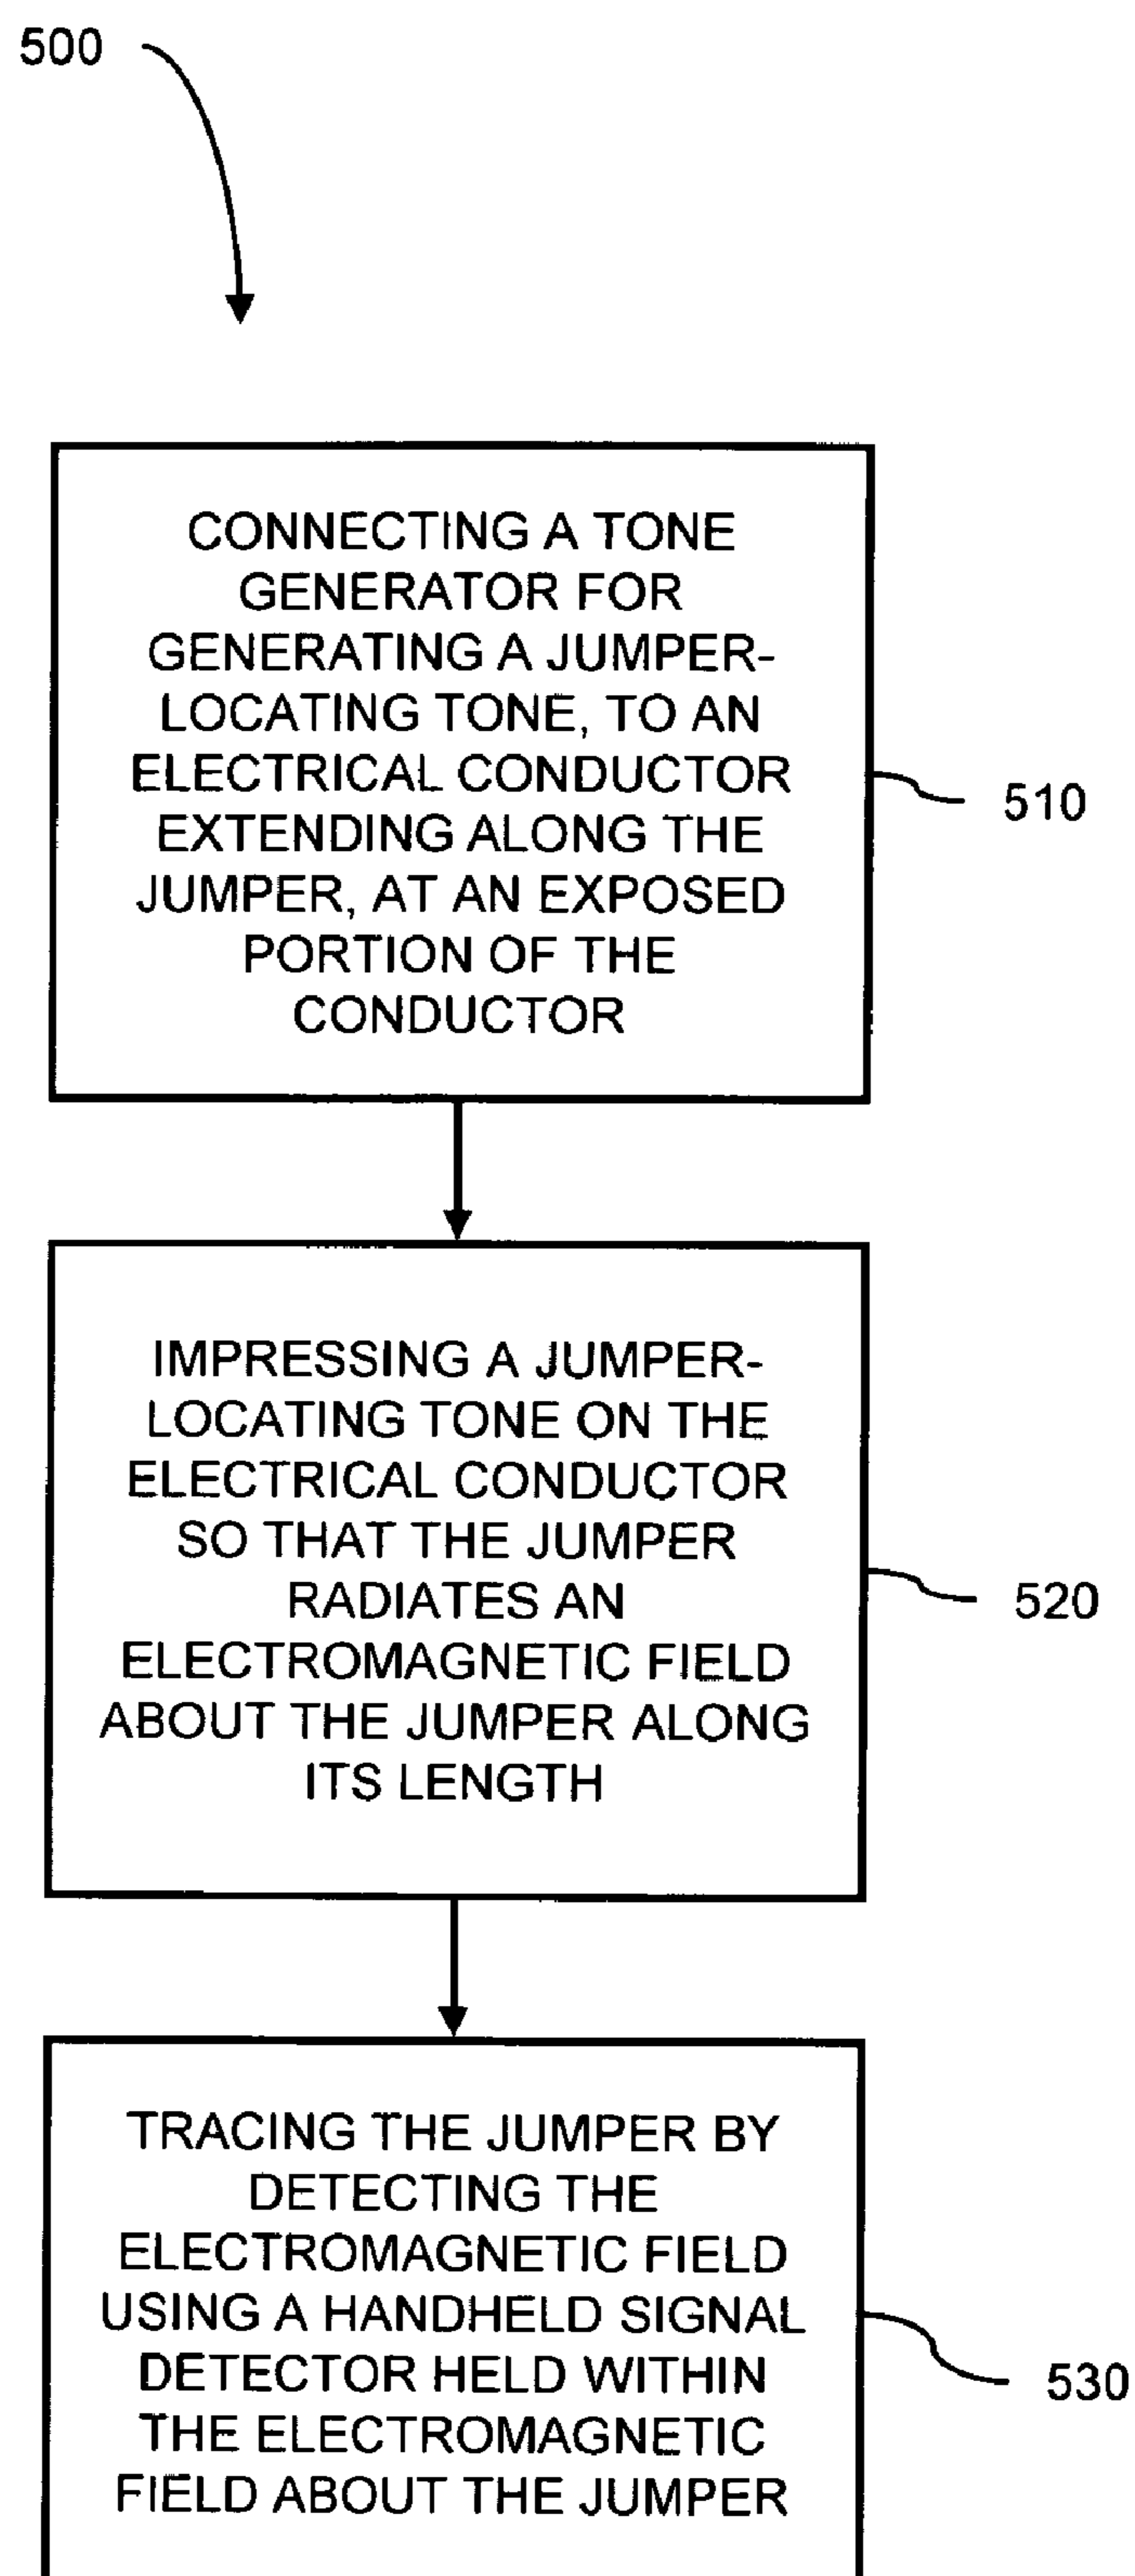 500
CONNECTING A TONE
GENERATOR FOR
GENERATING A JUMPER-
LOCATING TONE, TO AN
ELECTRICAL CONDUCTOR
EXTENDING ALONG THE
JUMPER, AT AN EXPOSED
PORTION OF THE
CONDUCTOR
510
IMPRESSING A JUMPER-
LOCATING TONE ON THE
ELECTRICAL CONDUCTOR
SO THAT THE JUMPER
RADIATES AN
ELECTROMAGNETIC FIELD
ABOUT THE JUMPER ALONG
ITS LENGTH
520
TRACING THE JUMPER BY
DETECTING THE
ELECTROMAGNETIC FIELD
USING A HANDHELD SIGNAL
DETECTOR HELD WITHIN
THE ELECTROMAGNETIC
FIELD ABOUT THE JUMPER
530